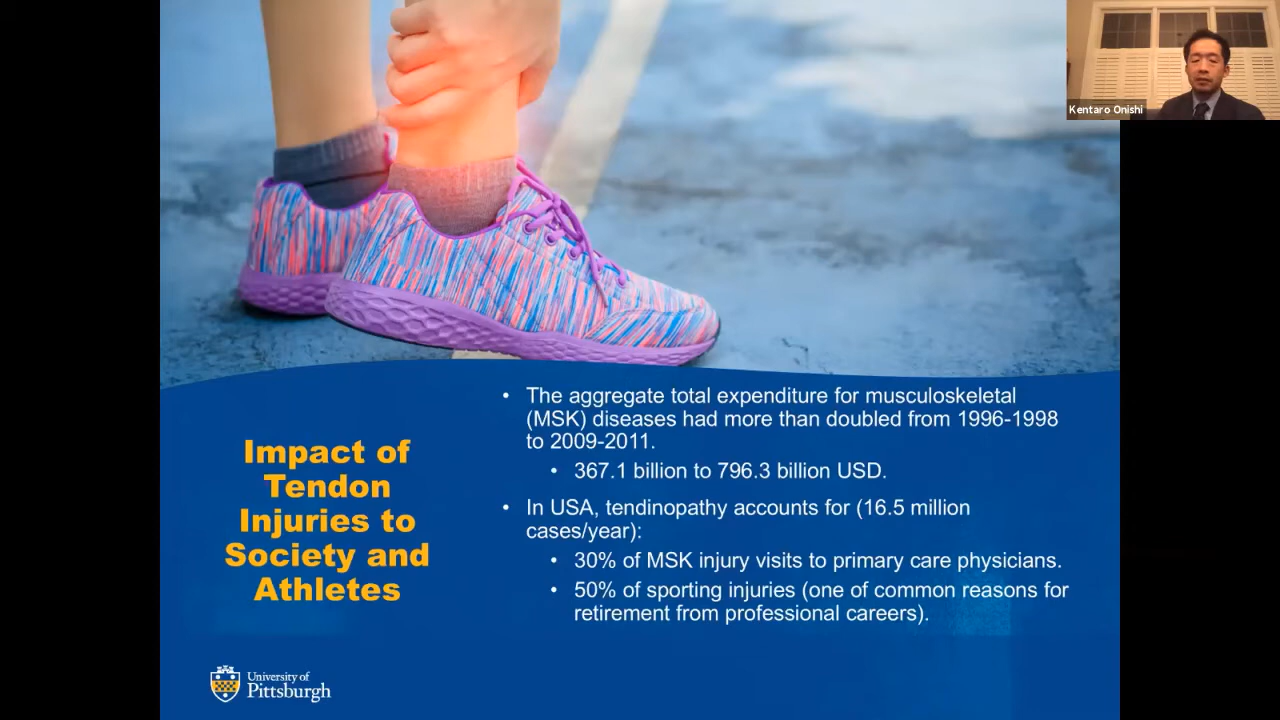 Kentaro Onishi
Impact of
Tendon
Injuries to
Society and
Athletes
• The aggregate total expenditure for musculoskeletal
(MSK) diseases had more than doubled from 1996-1998
to 2009-2011.
• 367.1 billion to 796.3 billion USD.
• In USA, tendinopathy accounts for (16.5 million
cases/year):
• 30% of MSK injury visits to primary care physicians.
• 50% of sporting injuries (one of common reasons for
retirement from professional careers).
University of
Pittsburgh